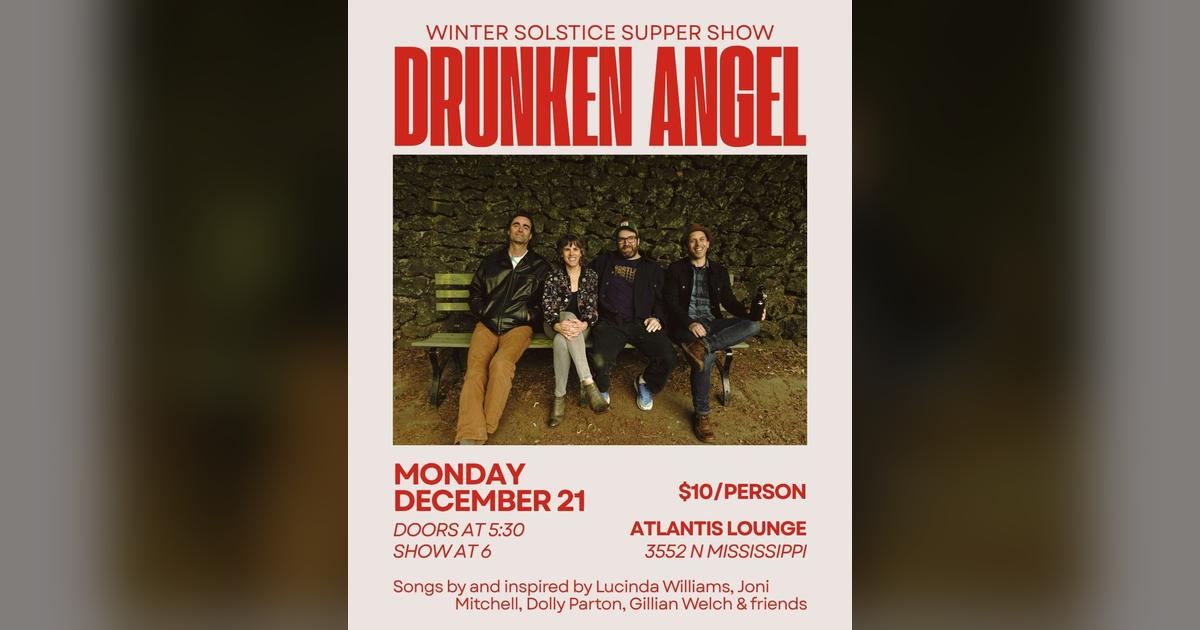 WINTER SOLSTICE SUPPER SHOW
DRUNKEN ANGEL
MONDAY
DECEMBER 21
DOORS AT 5:30
SHOW AT 6
$10/PERSON
ATLANTIS LOUNGE
3552 N MISSISSIPPI
Songs by and inspired by Lucinda Williams, Joni
Mitchell, Dolly Parton, Gillian Welch & friends